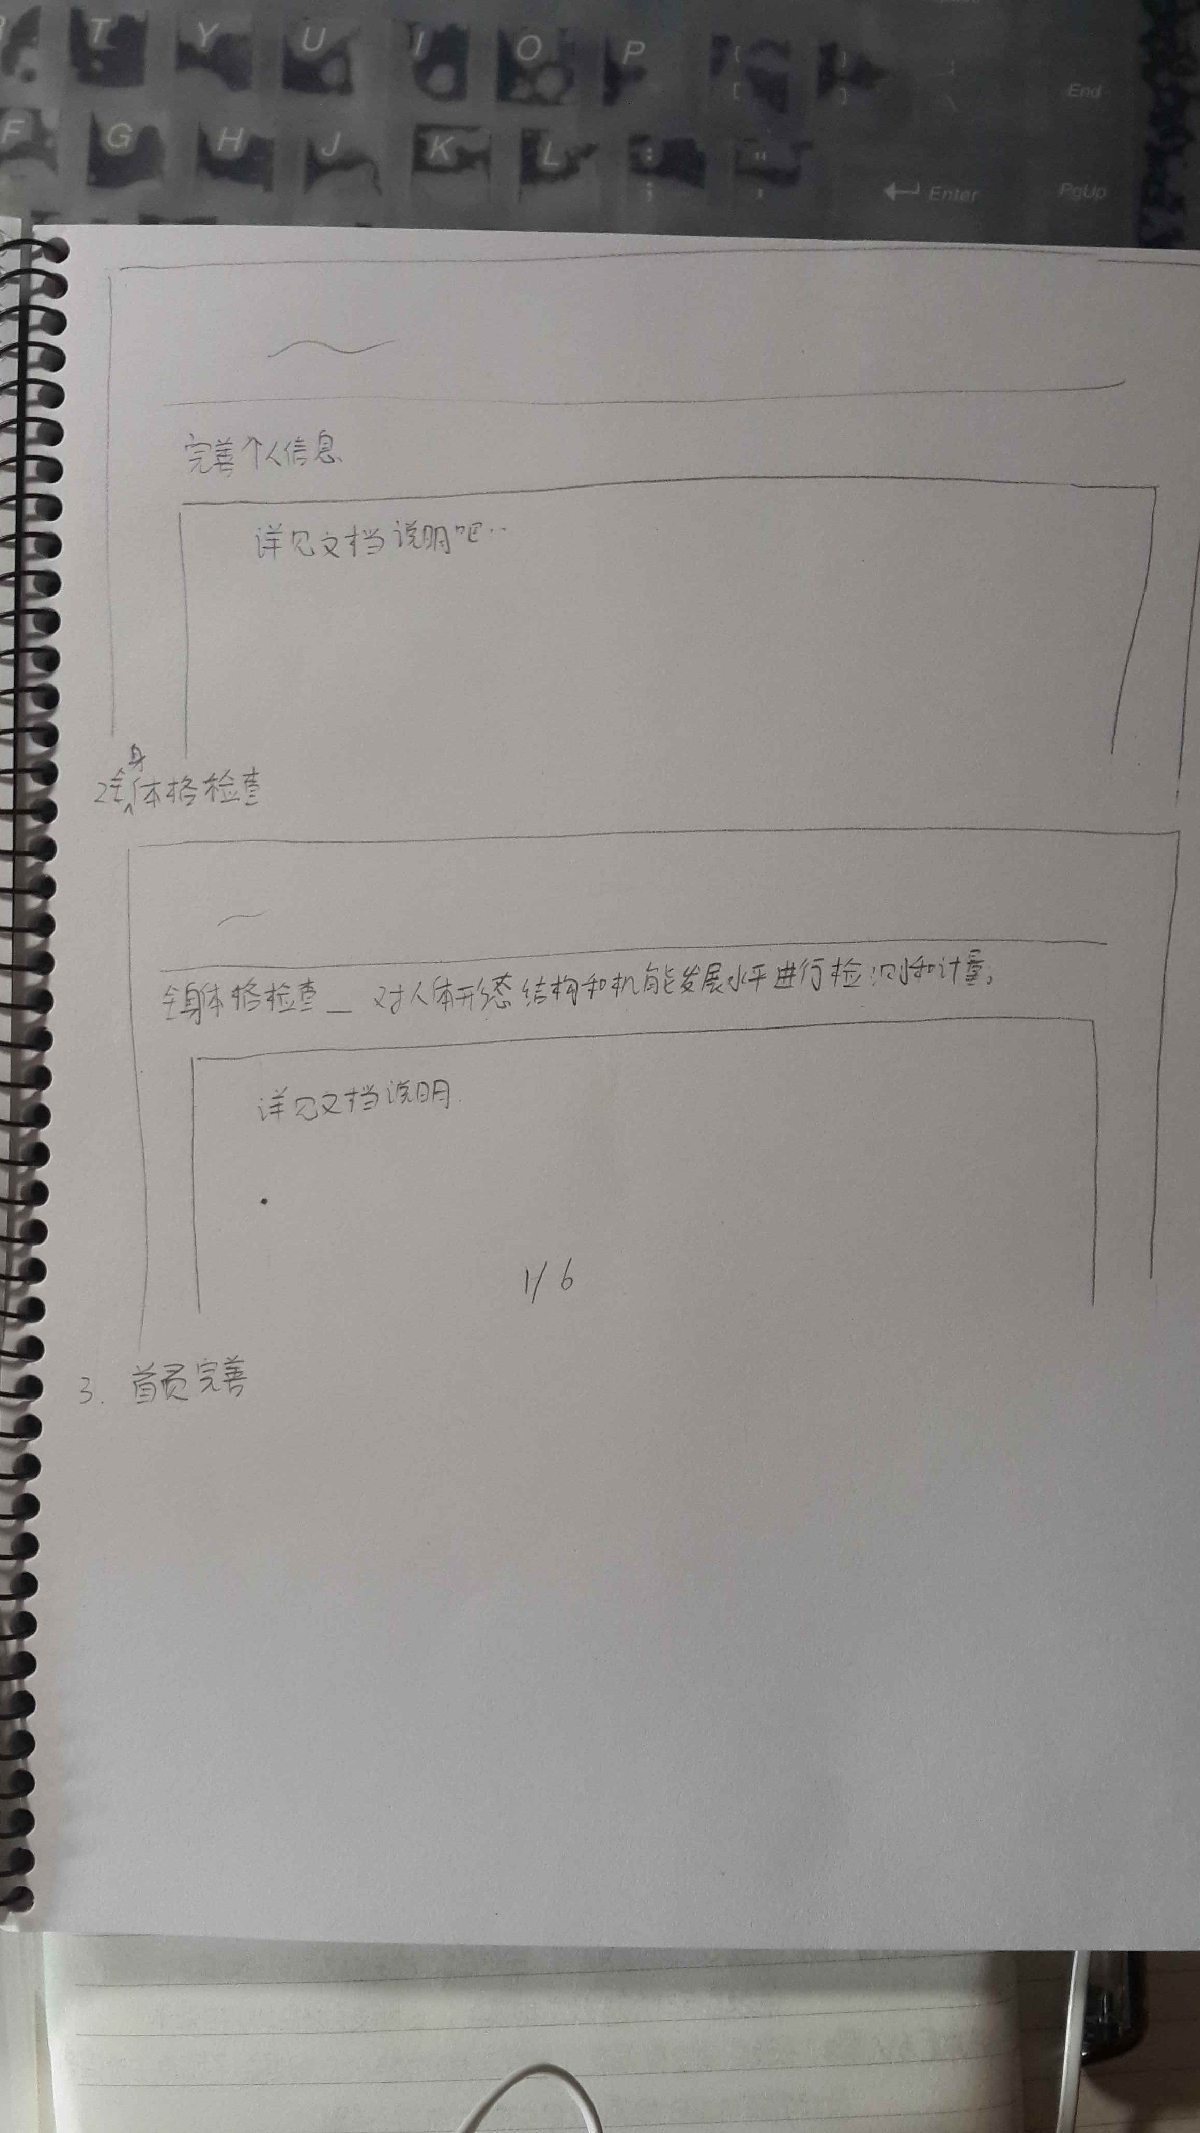 T Y U I O P [ ] End
F G H J K L : ; " ' Enter PgUp
完善个人信息
详见文档说明吧..
2全身体格检查
全身体格检查_对人体形态结构和机能发展水平进行检测和计量。
详见文档说明.
1/6
3. 首页完善